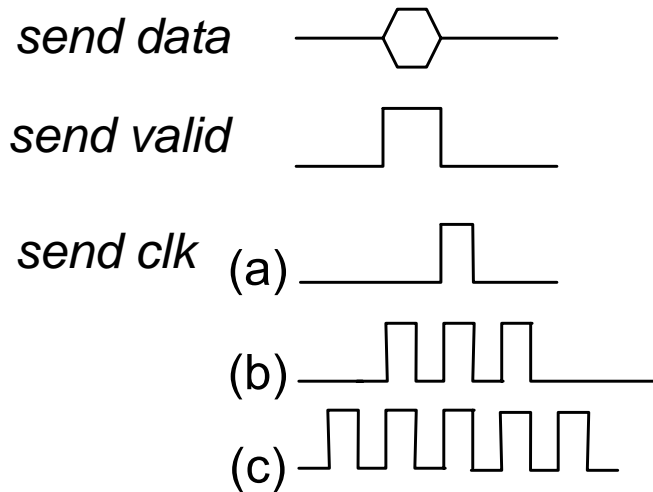 send data
send valid
send clk (a)
(b)
(c)